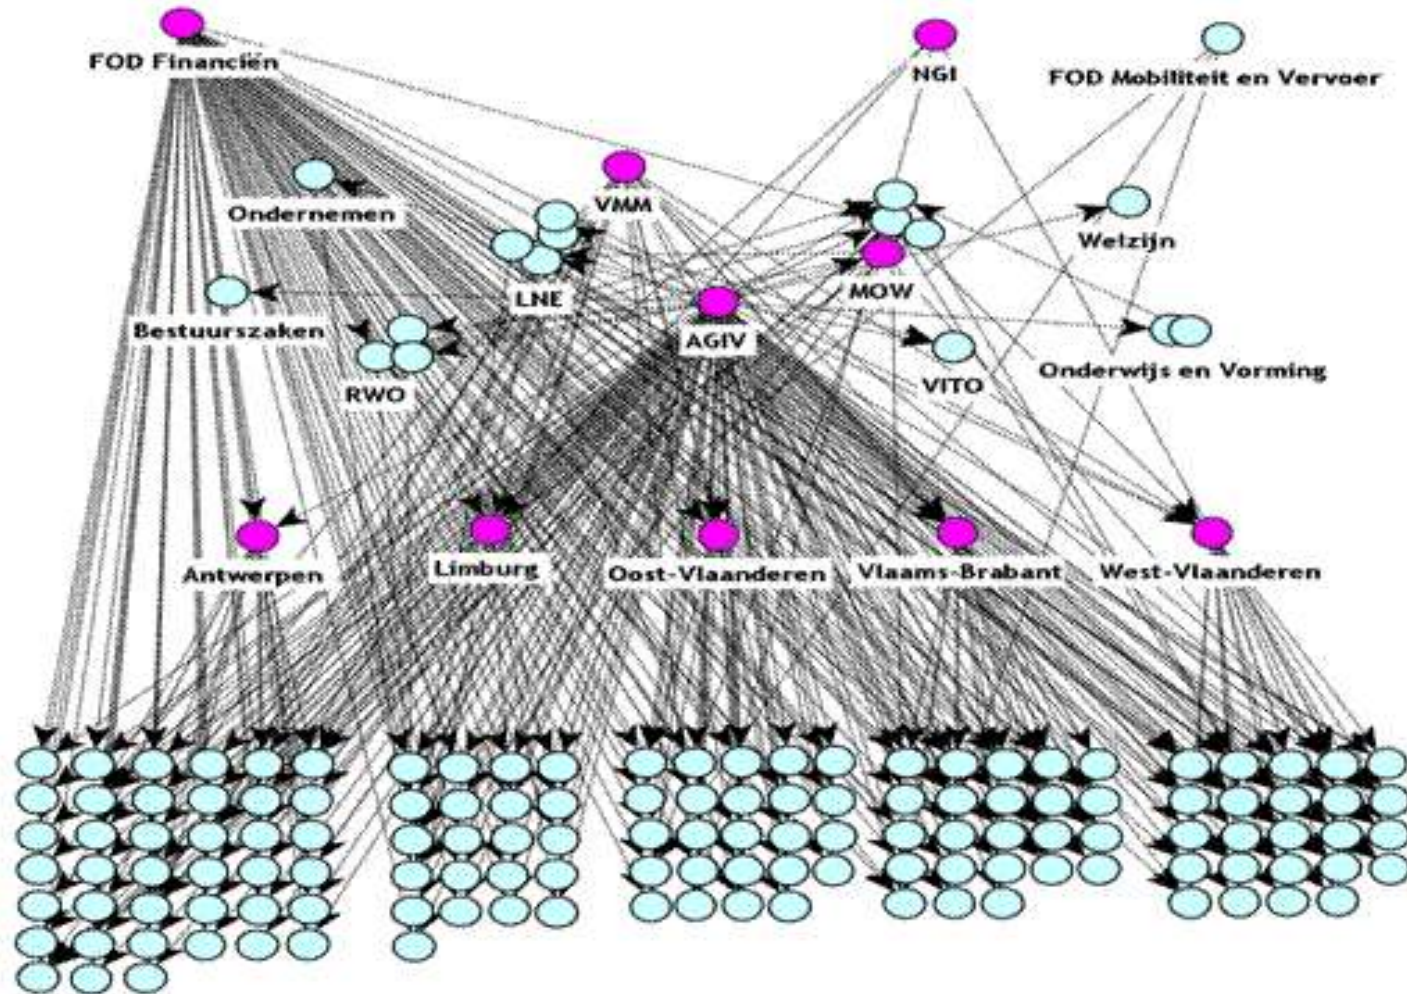 FOD Financiën
NGI
FOD Mobiliteit en Vervoer
Ondernemen
VMM
Welzijn
LNE
MOW
Bestuurszaken
AGIV
RWO
VITO
Onderwijs en Vorming
Antwerpen
Limburg
Oost-Vlaanderen
Vlaams-Brabant
West-Vlaanderen